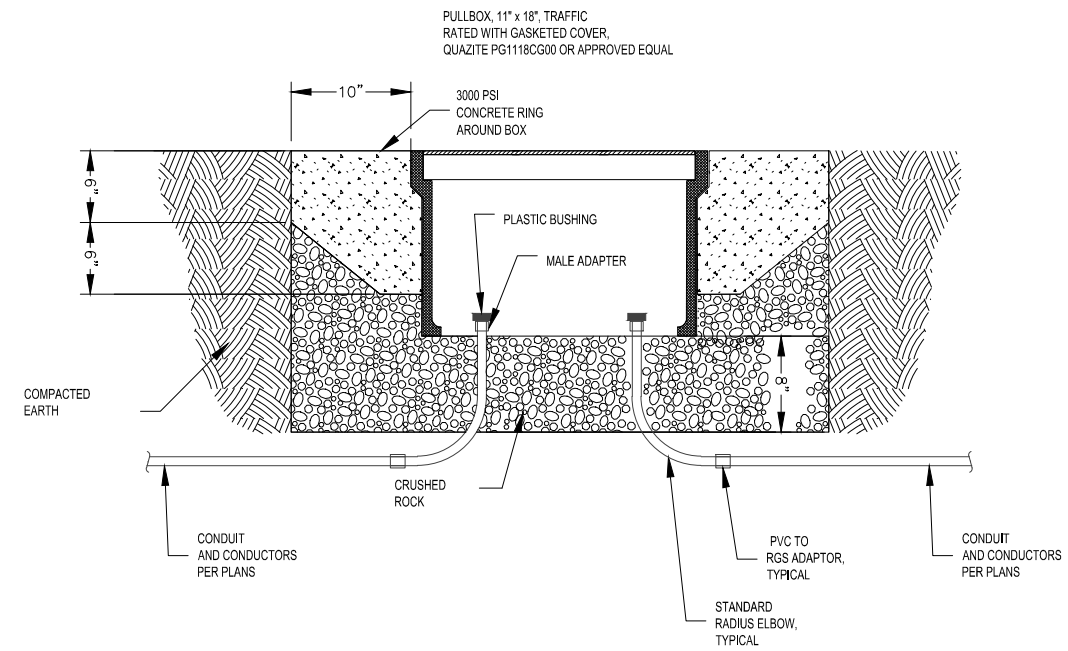 PULLBOX, 11" x 18", TRAFFIC
RATED WITH GASKETED COVER,
QUAZITE PG1118CG00 OR APPROVED EQUAL
10"
3000 PSI
CONCRETE RING
AROUND BOX
6"
6"
PLASTIC BUSHING
MALE ADAPTER
8"
COMPACTED
EARTH
CRUSHED
ROCK
CONDUIT
AND CONDUCTORS
PER PLANS
PVC TO
RGS ADAPTOR,
TYPICAL
CONDUIT
AND CONDUCTORS
PER PLANS
STANDARD
RADIUS ELBOW,
TYPICAL